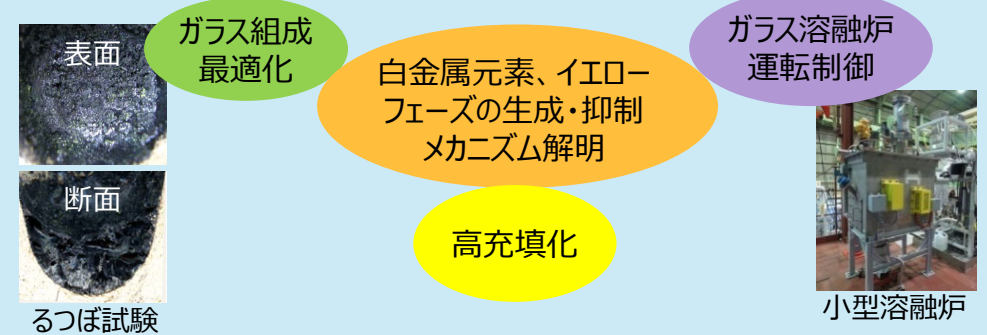 表面
ガラス組成
最適化
白金属元素、イエロー
フェーズの生成・抑制
メカニズム解明
ガラス溶融炉
運転制御
断面
高充填化
るつぼ試験
小型溶融炉